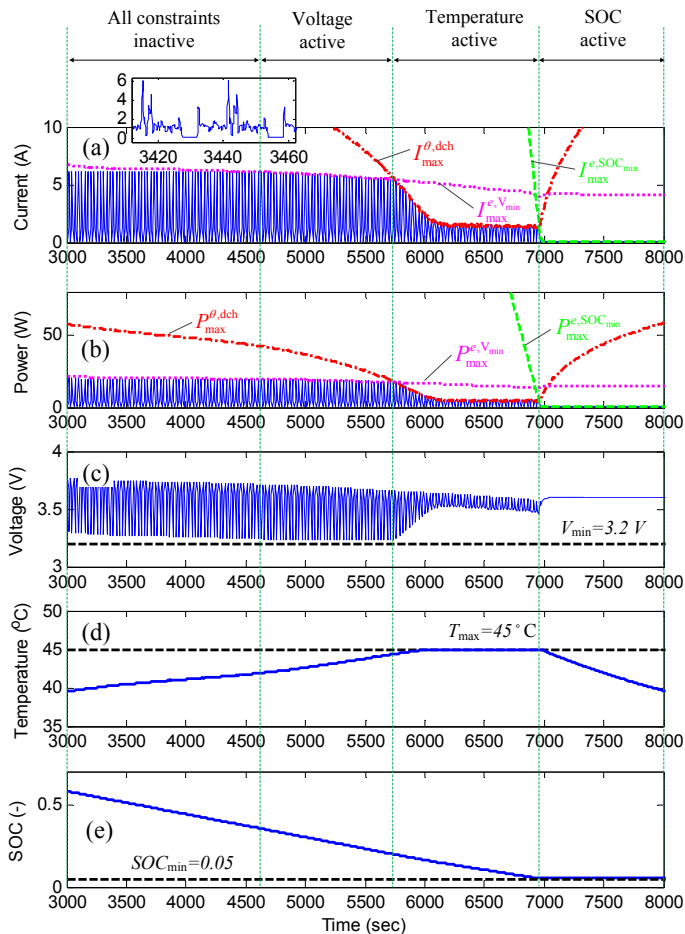 All constraints inactive
Voltage active
Temperature active
SOC active
6
4
2
0
3420 3440 3460
(a)
I_max^θ,dch
I_max^e,V_min
I_max^e,SOC_min
Current (A)
10
5
0
3000 3500 4000 4500 5000 5500 6000 6500 7000 7500 8000
(b)
P_max^θ,dch
P_max^e,V_min
P_max^e,SOC_min
Power (W)
50
0
3000 3500 4000 4500 5000 5500 6000 6500 7000 7500 8000
(c)
V_min=3.2 V
Voltage (V)
4
3.5
3
3000 3500 4000 4500 5000 5500 6000 6500 7000 7500 8000
(d)
T_max=45°C
Temperature (ºC)
50
45
40
35
3000 3500 4000 4500 5000 5500 6000 6500 7000 7500 8000
(e)
SOC_min=0.05
SOC (-)
0.5
0
3000 3500 4000 4500 5000 5500 6000 6500 7000 7500 8000
Time (sec)